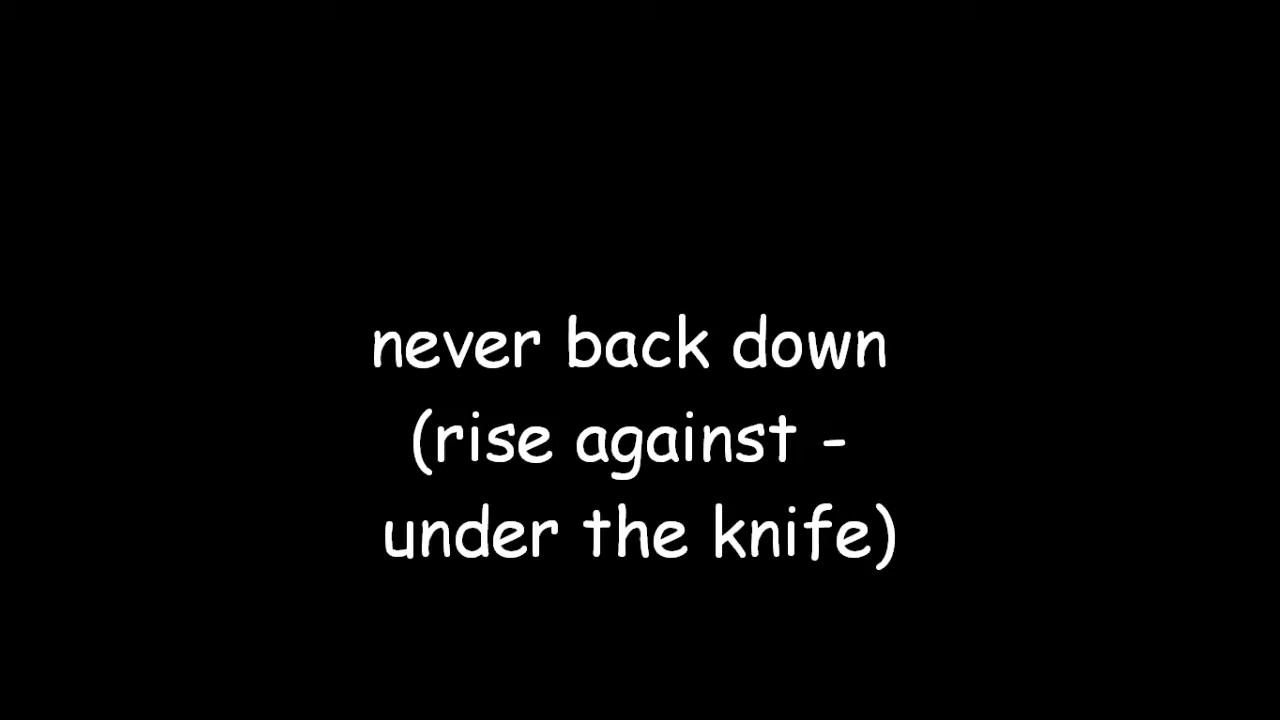 never back down
(rise against -
under the knife)